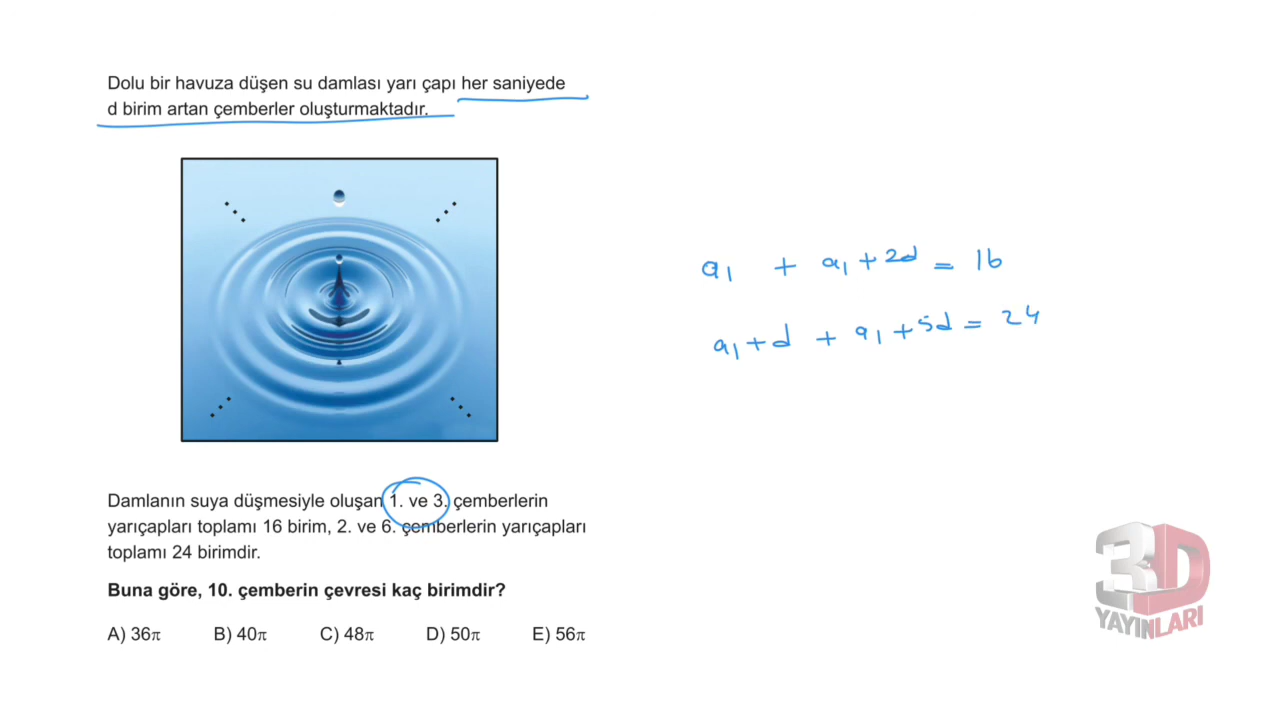 Dolu bir havuza düşen su damlası yarı çapı her saniyede
d birim artan çemberler oluşturmaktadır.
a₁ + a₁ + 2d = 16
a₁ + d + a₁ + 5d = 24
Damlanın suya düşmesiyle oluşan 1. ve 3. çemberlerin
yarıçapları toplamı 16 birim, 2. ve 6. çemberlerin yarıçapları
toplamı 24 birimdir.
Buna göre, 10. çemberin çevresi kaç birimdir?
A) 36π B) 40π C) 48π D) 50π E) 56π
3D
YAYINLARI